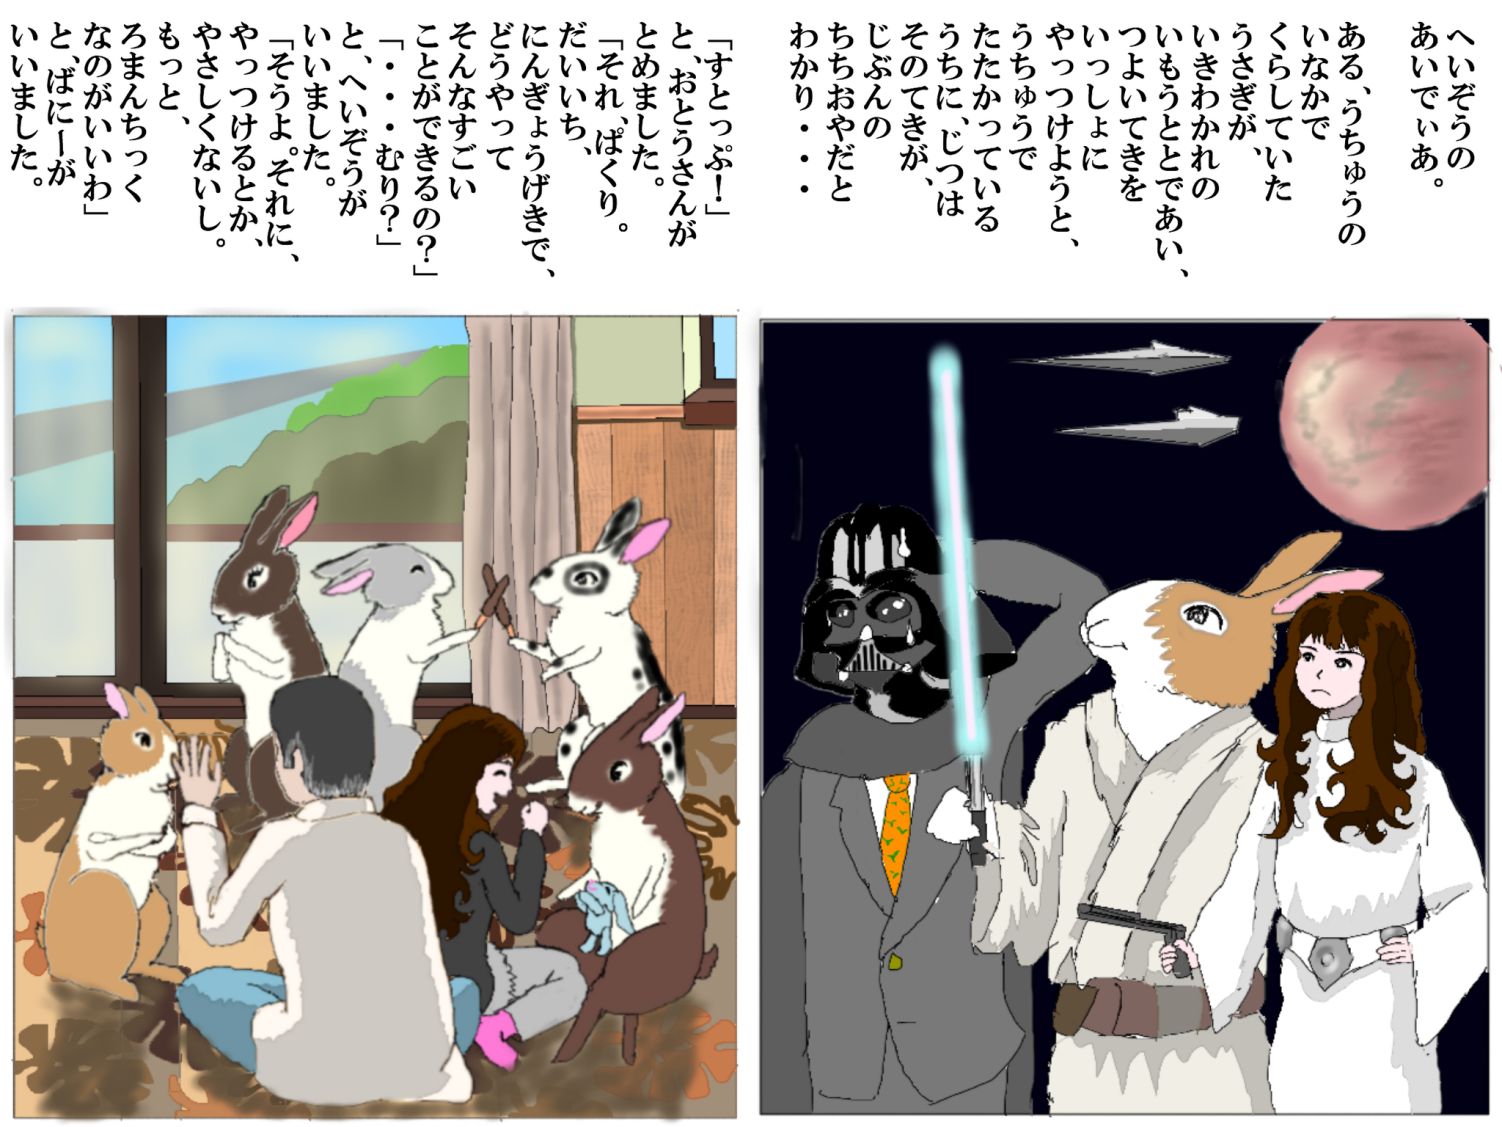 へいぞうの
あいでぃあ。
ある、うちゅうの
いなかで
くらしていた
うさぎが、
いきわかれの
いもうととであい、
つよいてきを
いっしょに
やっつけようと、
うちゅうで
たたかっている
うちに、じつは
そのてきが、
じぶんの
ちちおやだと
わかり・・・
「すとっぷ!」
と、おとうさんが
とめました。
「それ、ぱくり。
だいいち、
にんぎょうげきで、
どうやって
そんなすごい
ことができるの?」
「・・・・むり?」
と、へいぞうが
いいました。
「そうよ。それに、
やっつけるとか、
やさしくないし。
もっと、
ろまんちっく
なのがいいわ」
と、ばにーが
いいました。